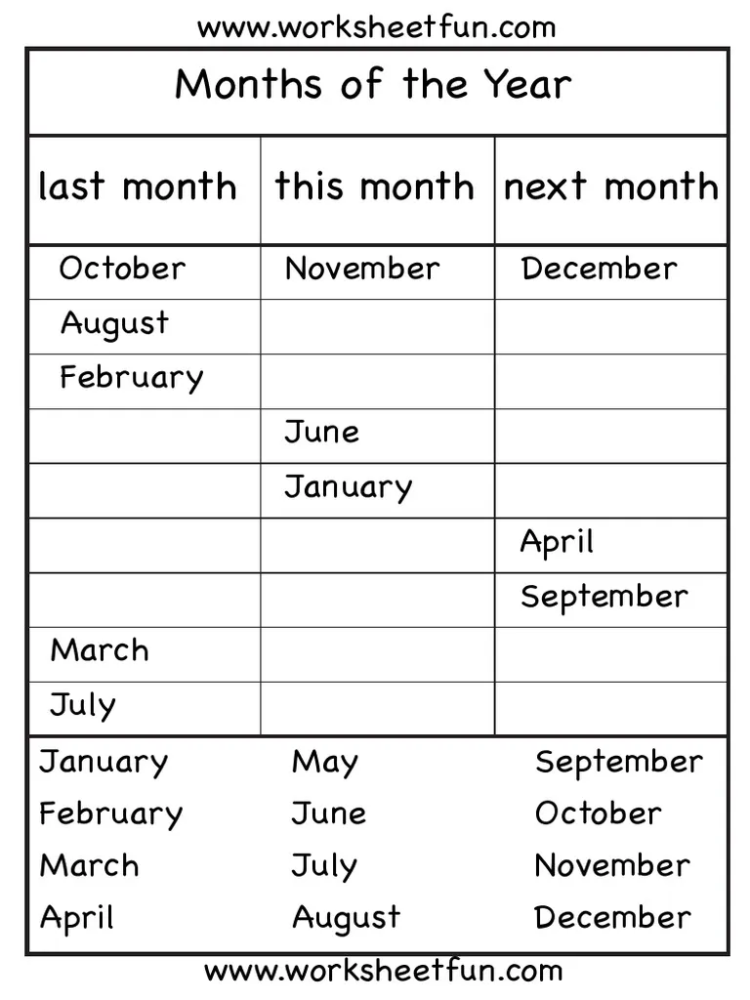 www.worksheetfun.com
Months of the Year
last month this month next month
October November December
August
February
June
January
April
September
March
July
January May September
February June October
March July November
April August December
www.worksheetfun.com